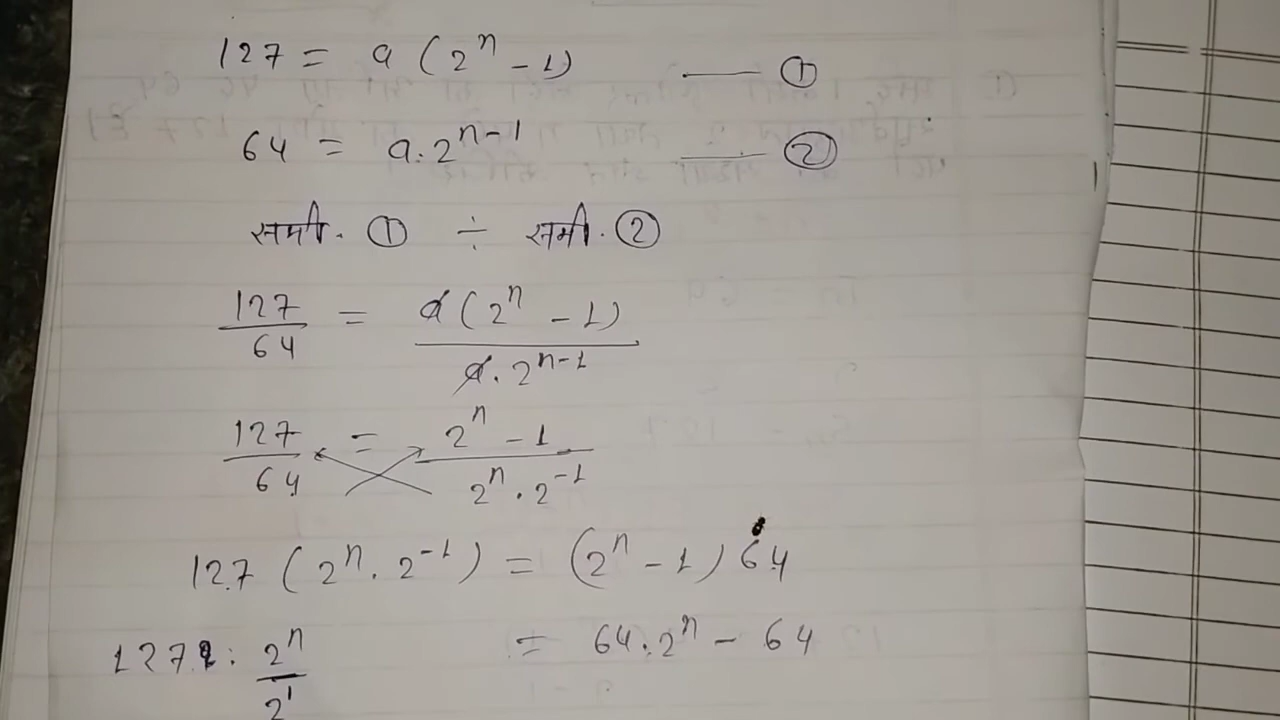 127 = a (2ⁿ - 1) —— ①
64 = a. 2ⁿ⁻¹ —— ②
समी. ① ÷ समी. ②
127/64 = a (2ⁿ - 1) / a. 2ⁿ⁻¹
127/64 = 2ⁿ - 1 / 2ⁿ . 2⁻¹
127 (2ⁿ . 2⁻¹) = (2ⁿ - 1) 64
127 . 2ⁿ/2¹ = 64 . 2ⁿ - 64